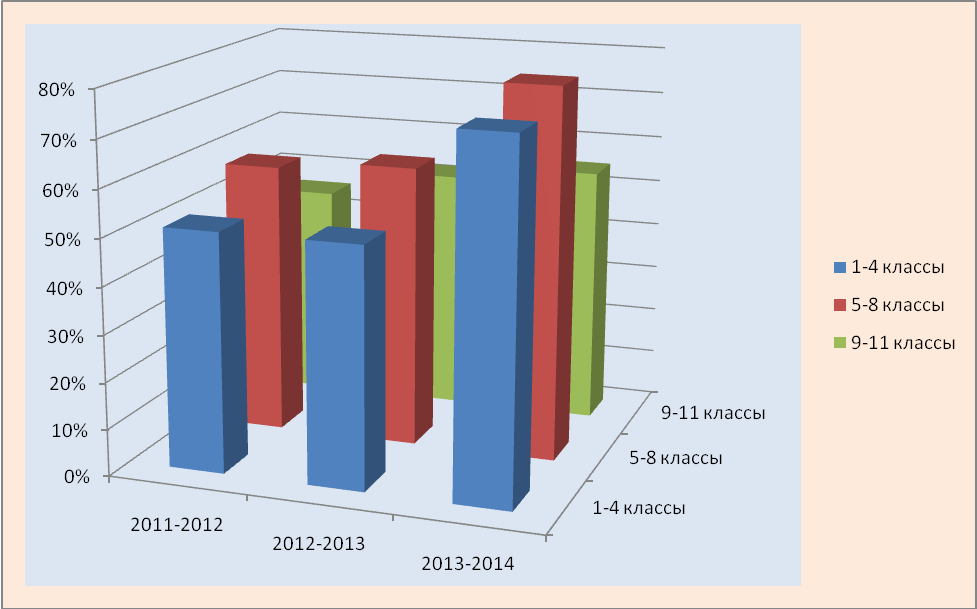 80%
70%
60%
50%
40%
30%
20%
10%
0%
2011-2012
2012-2013
2013-2014
9-11 классы
5-8 классы
1-4 классы
1-4 классы
5-8 классы
9-11 классы